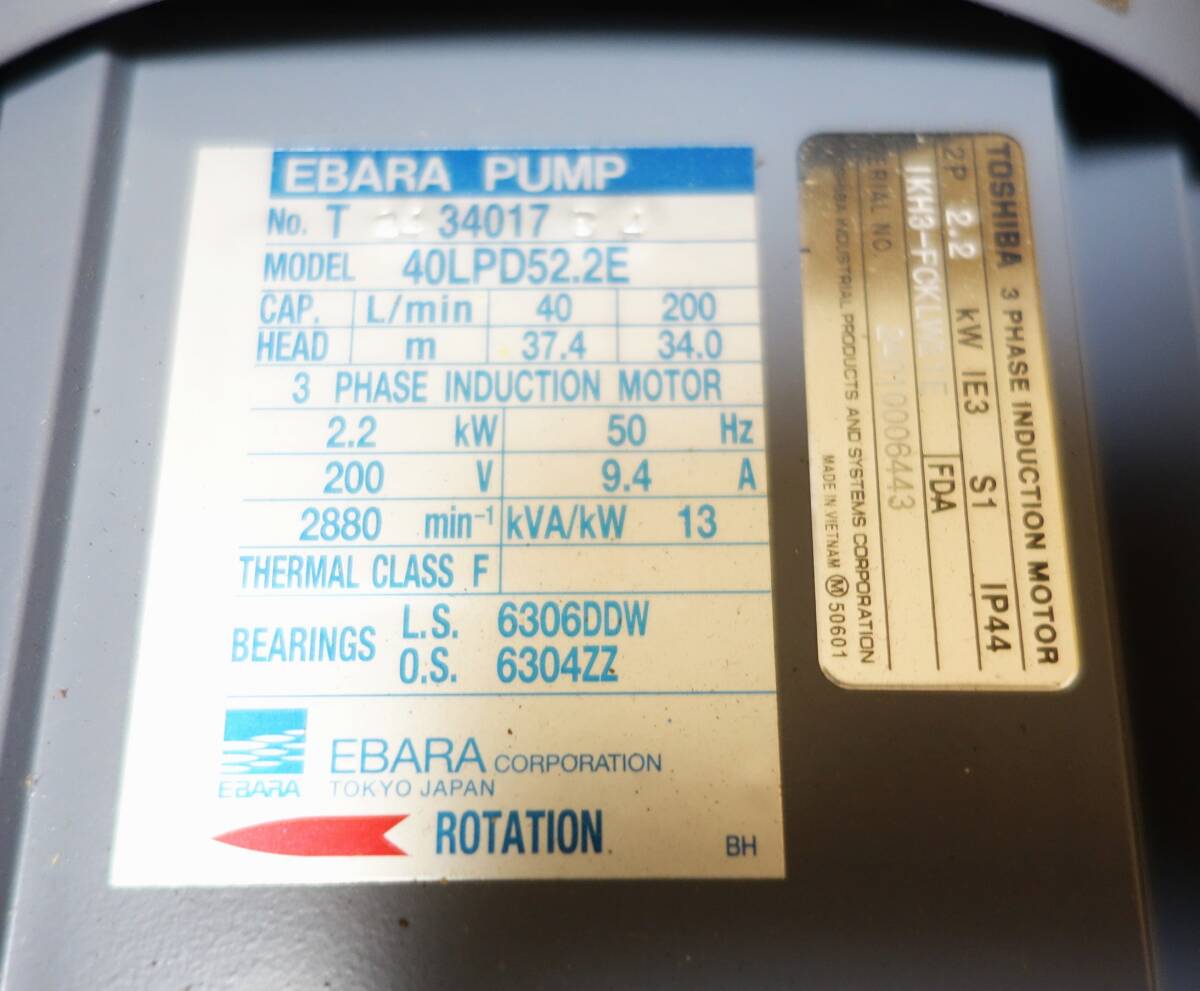 EBARA PUMP
No. T 34017
MODEL 40LPD52.2E
CAP. L/min 40 200
HEAD m 37.4 34.0
3 PHASE INDUCTION MOTOR
2.2 kW 50 Hz
200 V 9.4 A
2880 min⁻¹ kVA/kW 13
THERMAL CLASS F
BEARINGS L.S. 6306DDW
O.S. 6304ZZ
EBARA
EBARA CORPORATION
TOKYO JAPAN
ROTATION
BH
TOSHIBA 3 PHASE INDUCTION MOTOR
2P 2.2 kW IE3 S1 IP44
FDA
SERIAL NO.
TOSHIBA INDUSTRIAL PRODUCTS AND SYSTEMS CORPORATION
MADE IN VIETNAM Ⓜ 50601